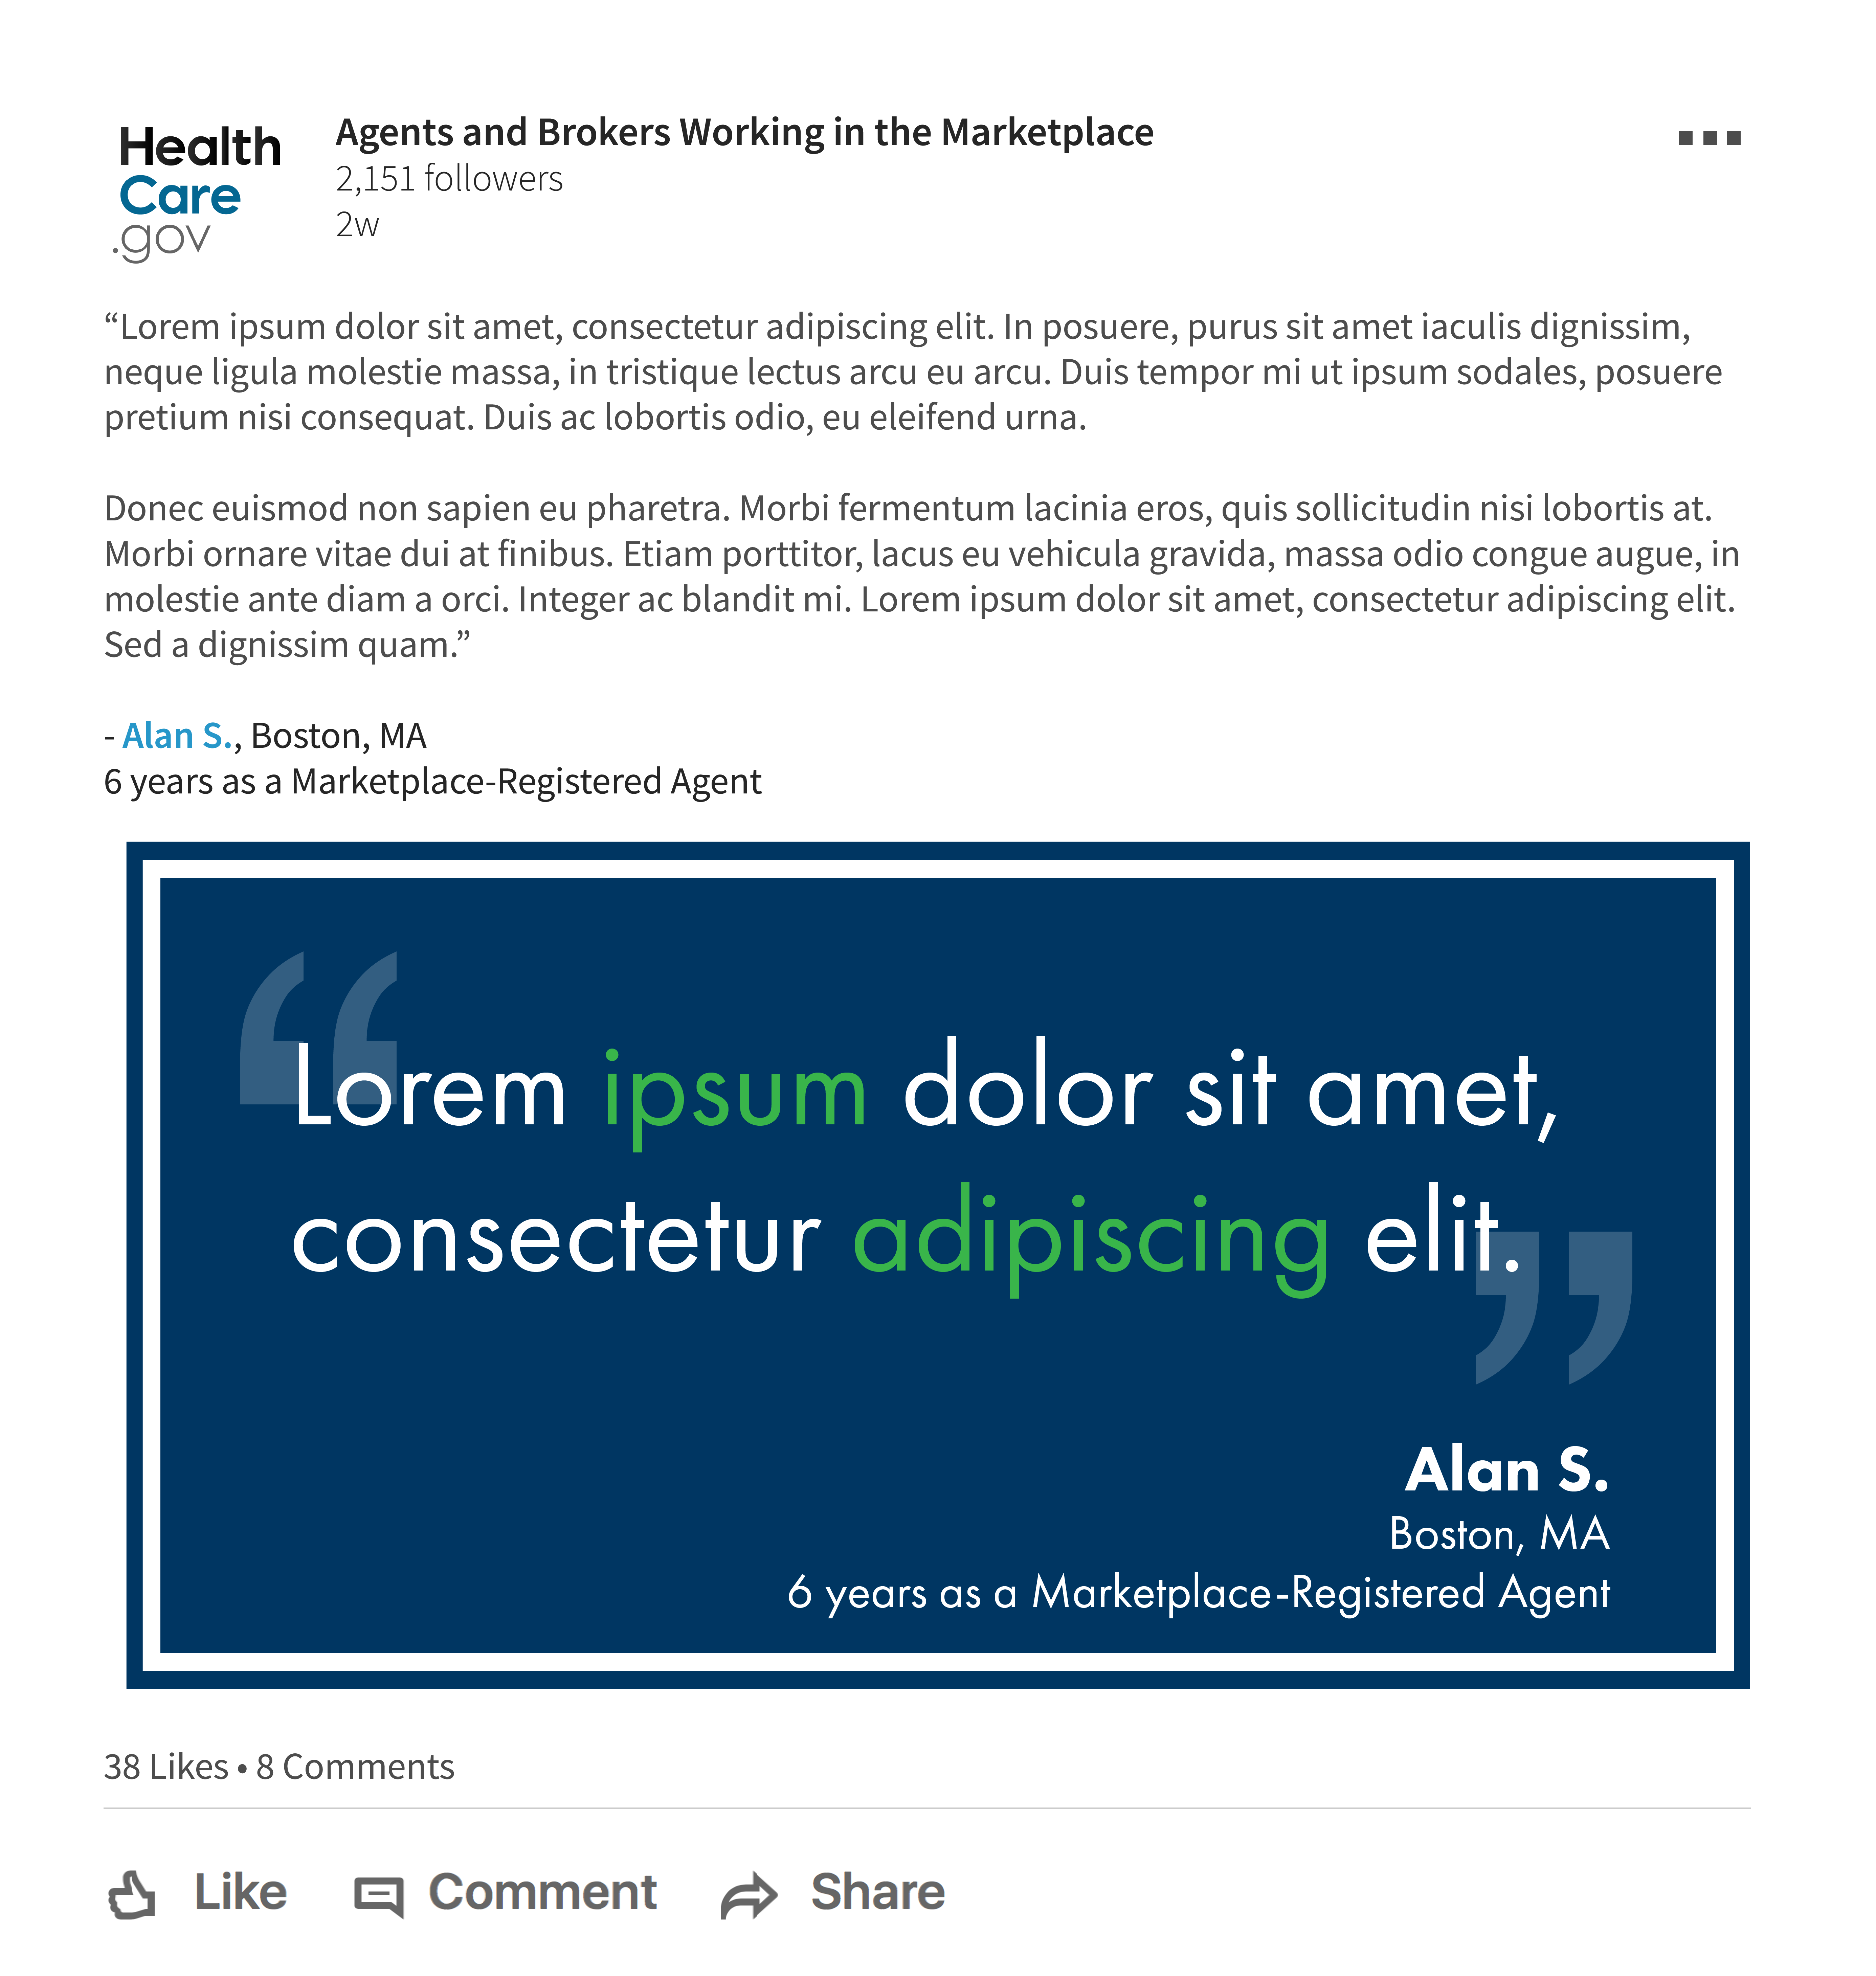 Health
Care
.gov
Agents and Brokers Working in the Marketplace
2,151 followers
2w
“Lorem ipsum dolor sit amet, consectetur adipiscing elit. In posuere, purus sit amet iaculis dignissim,
neque ligula molestie massa, in tristique lectus arcu eu arcu. Duis tempor mi ut ipsum sodales, posuere
pretium nisi consequat. Duis ac lobortis odio, eu eleifend urna.
Donec euismod non sapien eu pharetra. Morbi fermentum lacinia eros, quis sollicitudin nisi lobortis at.
Morbi ornare vitae dui at finibus. Etiam porttitor, lacus eu vehicula gravida, massa odio congue augue, in
molestie ante diam a orci. Integer ac blandit mi. Lorem ipsum dolor sit amet, consectetur adipiscing elit.
Sed a dignissim quam.”
- Alan S., Boston, MA
6 years as a Marketplace-Registered Agent
“Lorem ipsum dolor sit amet,
consectetur adipiscing elit.”
Alan S.
Boston, MA
6 years as a Marketplace-Registered Agent
38 Likes • 8 Comments
Like Comment Share